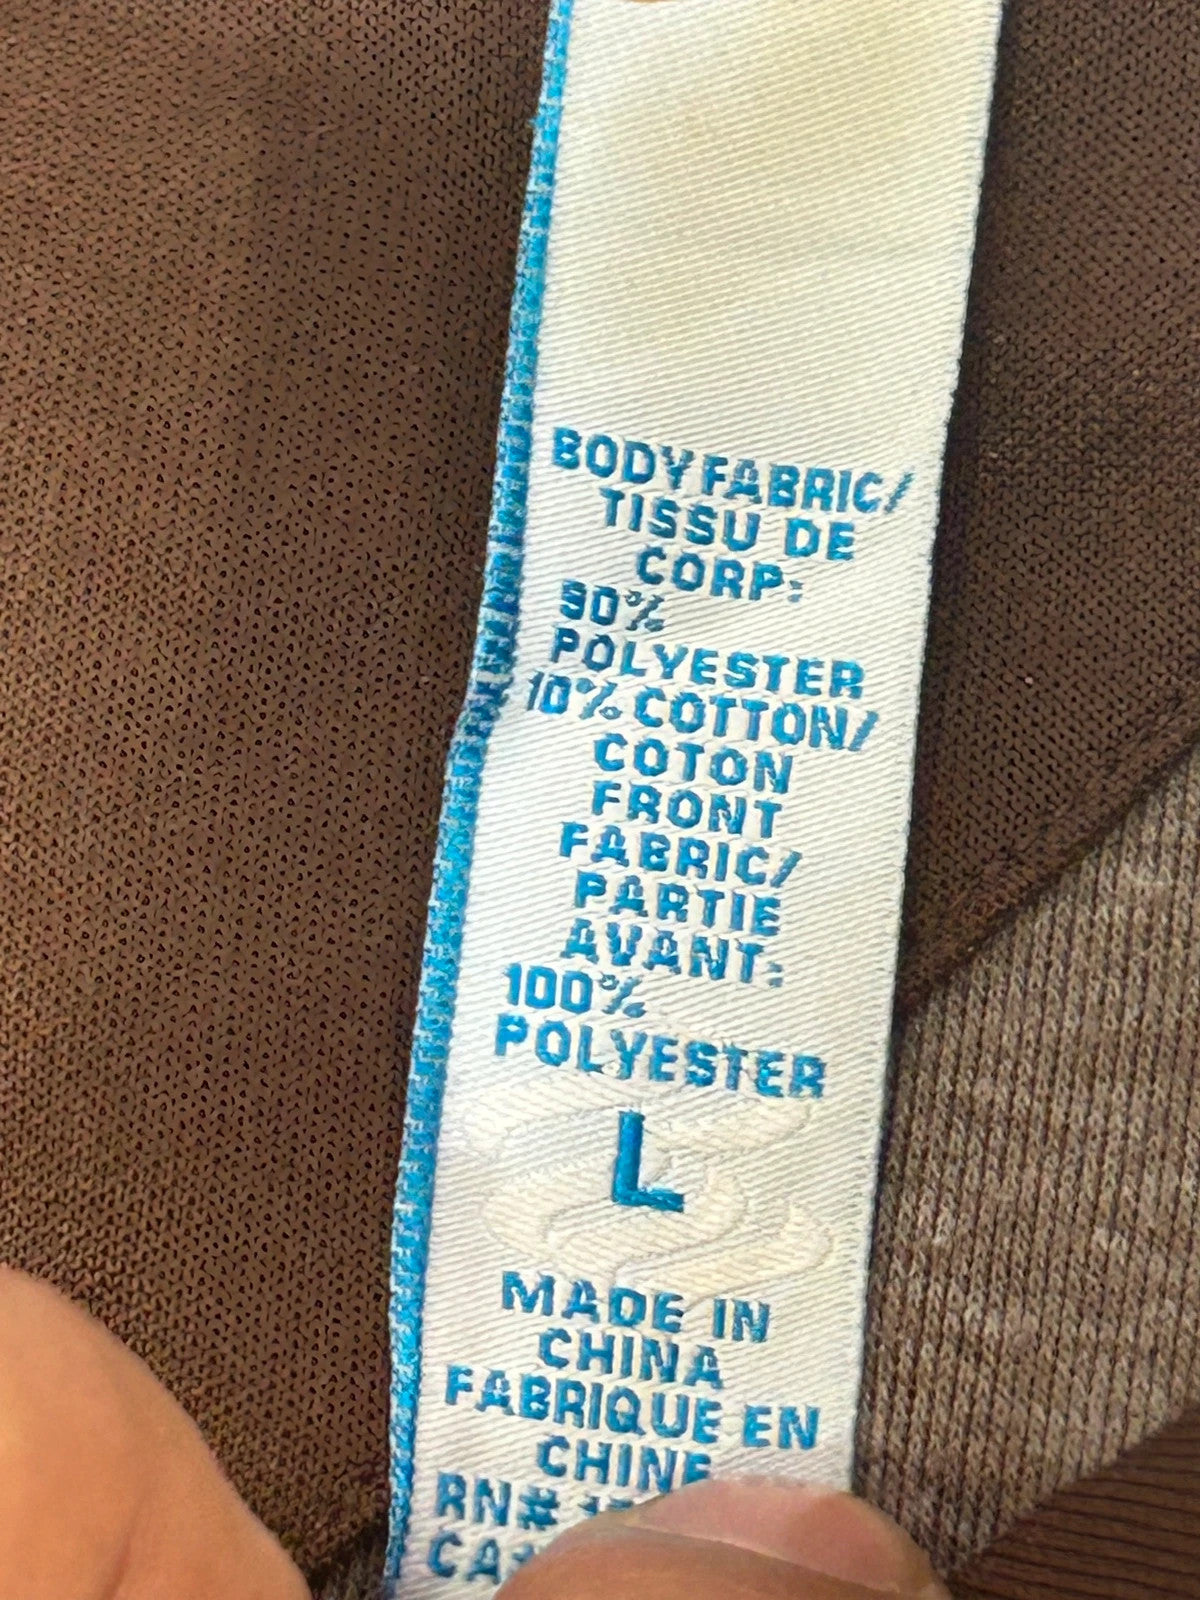 BODY FABRIC/
TISSU DE
CORP:
90%
POLYESTER
10% COTTON/
COTON
FRONT
FABRIC/
PARTIE
AVANT:
100%
POLYESTER
L
MADE IN
CHINA
FABRIQUE EN
CHINE
RN#